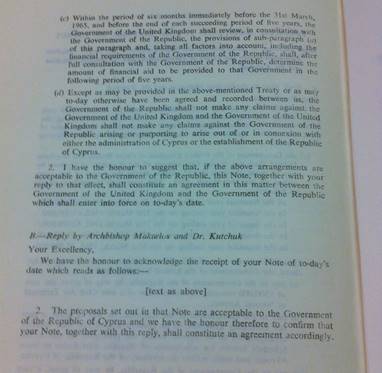 (c) Within the period of six months immediately before the 31st March,
1965, and before the end of each succeeding period of five years, the
Government of the United Kingdom shall review, in consultation with
the Government of the Republic, the provisions of sub-paragraph (a)
of this paragraph and, taking all factors into account, including the
financial requirements of the Government of the Republic, shall, after
full consultation with the Government of the Republic, determine the
amount of financial aid to be provided to that Government in the
following period of five years.
(d) Except as may be provided in the above-mentioned Treaty or as may
to-day otherwise have been agreed and recorded between us, the
Government of the Republic shall not make any claims against the
Government of the United Kingdom and the Government of the United
Kingdom shall not make any claims against the Government of the
Republic arising or purporting to arise out of or in connexion with
either the administration of Cyprus or the establishment of the Republic
of Cyprus.
2. I have the honour to suggest that, if the above arrangements are
acceptable to the Government of the Republic, this Note, together with your
reply to that effect, shall constitute an agreement in this matter between the
Government of the United Kingdom and the Government of the Republic
which shall enter into force on to-day's date.
B.—Reply by Archbishop Makarios and Dr. Kutchuk
Your Excellency,
We have the honour to acknowledge the receipt of your Note of to-day's
date which reads as follows:—
[text as above]
2. The proposals set out in that Note are acceptable to the Government
of the Republic of Cyprus and we have the honour therefore to confirm that
your Note, together with this reply, shall constitute an agreement accordingly.